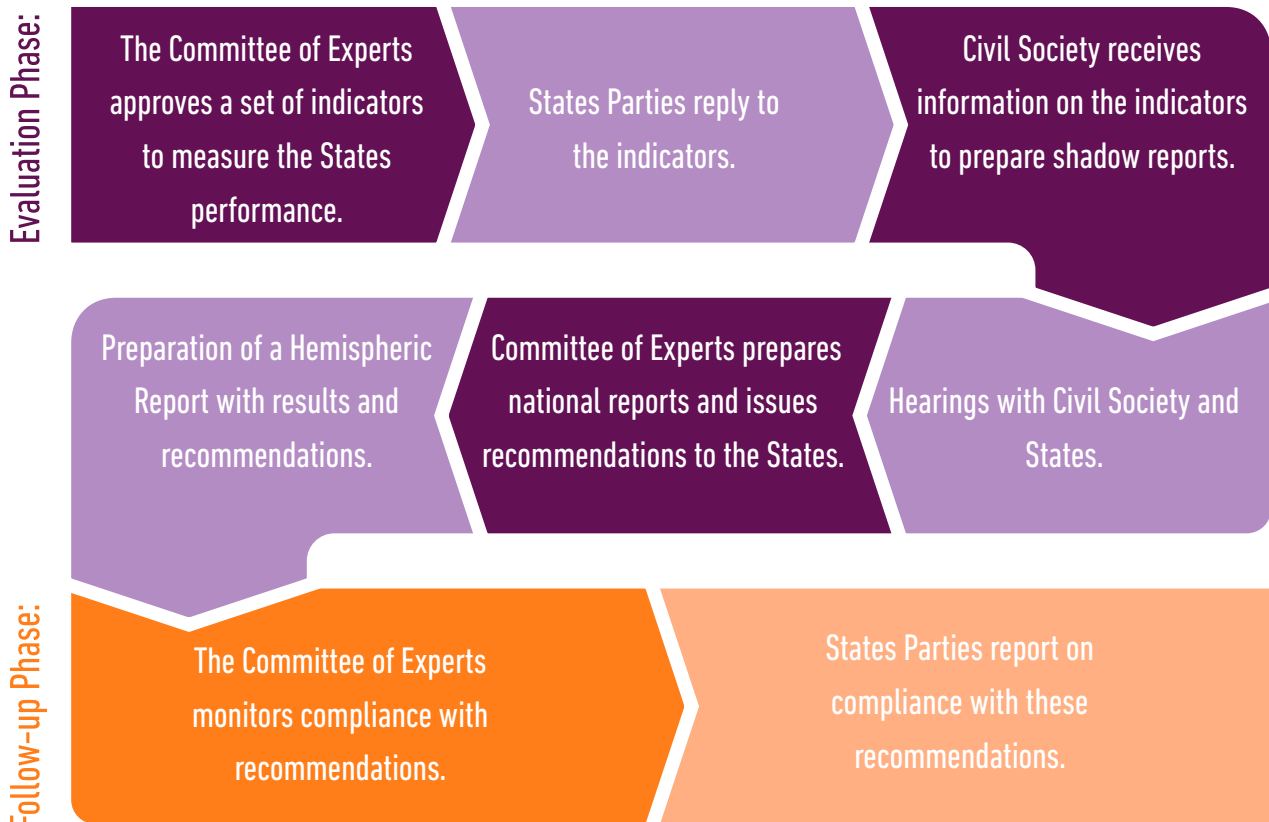 Evaluation Phase:
The Committee of Experts
approves a set of indicators
to measure the States
performance.
States Parties reply to
the indicators.
Civil Society receives
information on the indicators
to prepare shadow reports.
Hearings with Civil Society and
States.
Committee of Experts prepares
national reports and issues
recommendations to the States.
Preparation of a Hemispheric
Report with results and
recommendations.
Follow-up Phase:
The Committee of Experts
monitors compliance with
recommendations.
States Parties report on
compliance with these
recommendations.